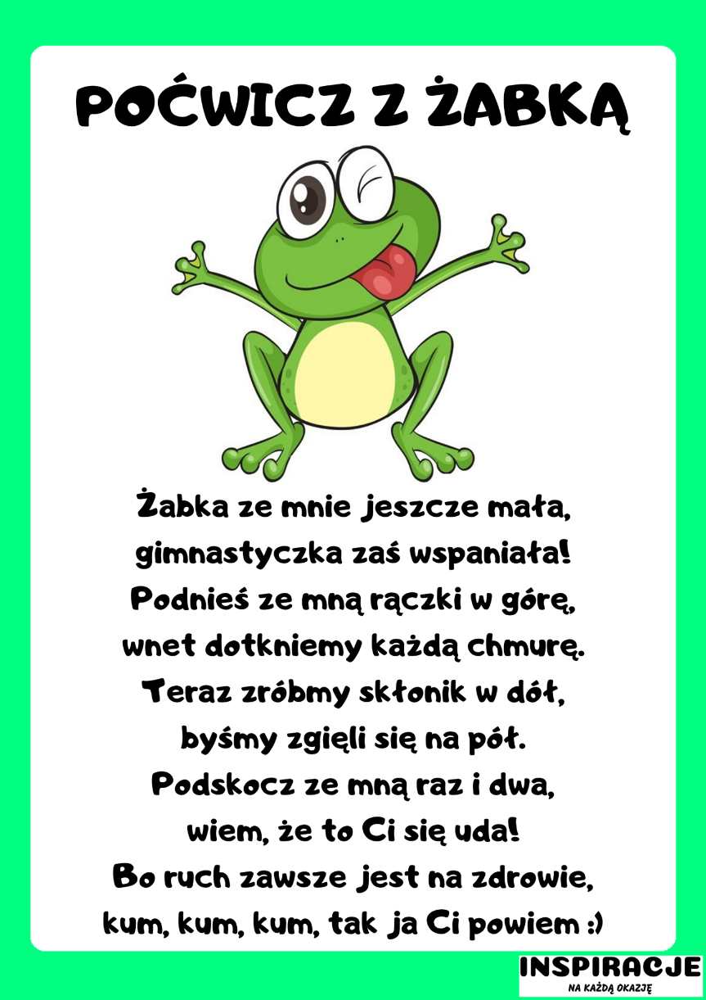 POĆWICZ Z ŻABKĄ
Żabka ze mnie jeszcze mała,
gimnastyczka zaś wspaniała!
Podnieś ze mną rączki w górę,
wnet dotkniemy każdą chmurę.
Teraz zróbmy skłonik w dół,
byśmy zgięli się na pół.
Podskocz ze mną raz i dwa,
wiem, że to Ci się uda!
Bo ruch zawsze jest na zdrowie,
kum, kum, kum, tak ja Ci powiem :)
INSPIRACJE
NA KAŻDĄ OKAZJĘ